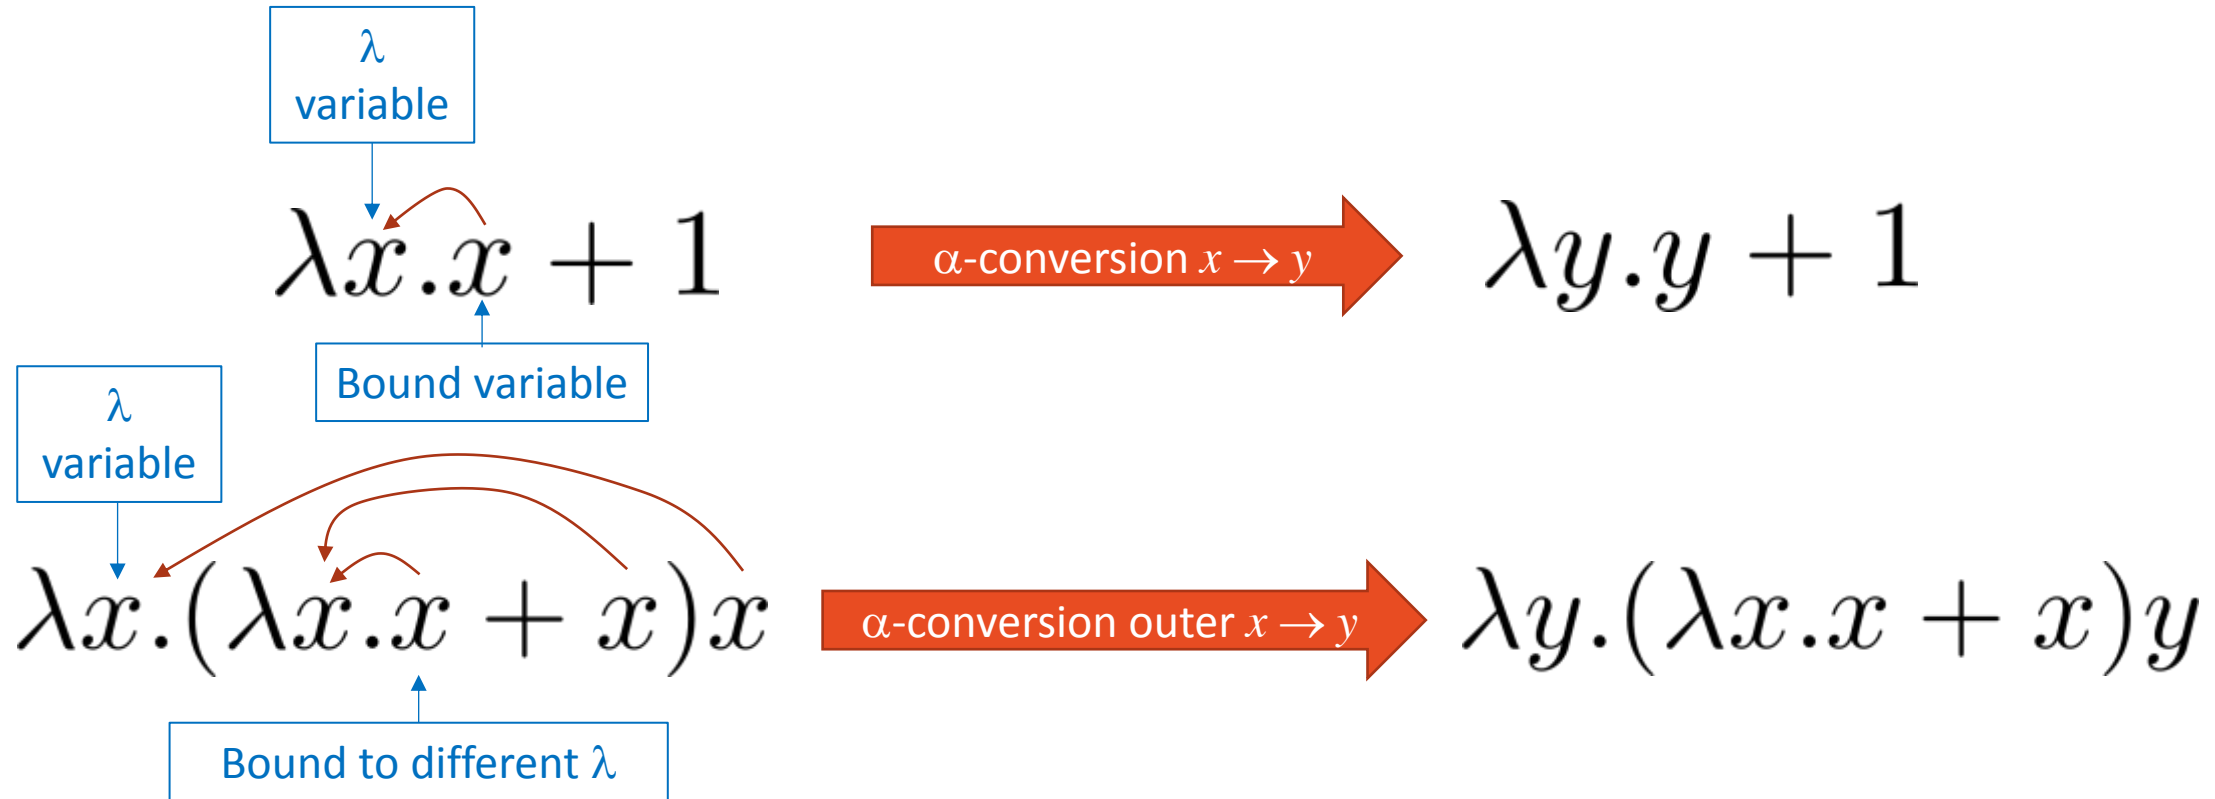 λ
variable
λx.x + 1
α-conversion x → y
λy.y + 1
Bound variable
λ
variable
λx.(λx.x + x)x
α-conversion outer x → y
λy.(λx.x + x)y
Bound to different λ